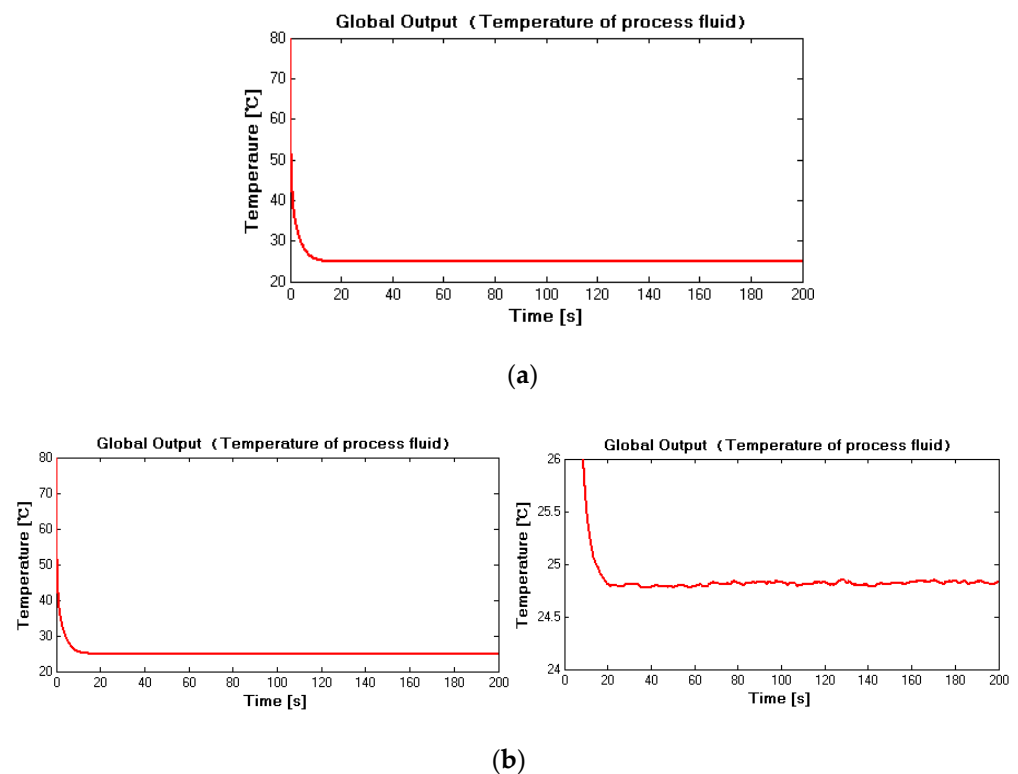 Global Output (Temperature of process fluid)
80
70
60
50
40
30
20
Temperaure [℃]
0 20 40 60 80 100 120 140 160 180 200
Time [s]
(a)
Global Output (Temperature of process fluid)
80
70
60
50
40
30
20
Temperature [℃]
0 20 40 60 80 100 120 140 160 180 200
Time [s]
Global Output (Temperature of process fluid)
26
25.5
25
24.5
24
Temperature [℃]
0 20 40 60 80 100 120 140 160 180 200
Time [s]
(b)